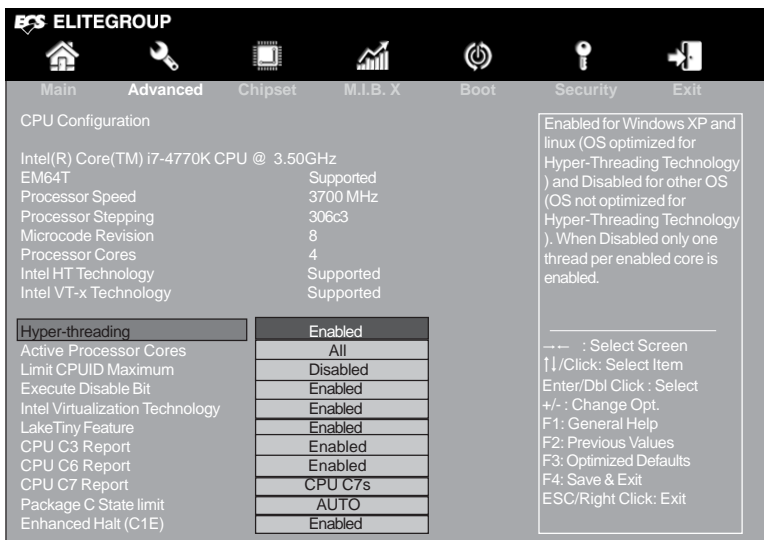 ECS ELITEGROUP
Main Advanced Chipset M.I.B. X Boot Security Exit
CPU Configuration
Intel(R) Core(TM) i7-4770K CPU @ 3.50GHz
EM64T Supported
Processor Speed 3700 MHz
Processor Stepping 306c3
Microcode Revision 8
Processor Cores 4
Intel HT Technology Supported
Intel VT-x Technology Supported
Hyper-threading Enabled
Active Processor Cores All
Limit CPUID Maximum Disabled
Execute Disable Bit Enabled
Intel Virtualization Technology Enabled
LakeTiny Feature Enabled
CPU C3 Report Enabled
CPU C6 Report Enabled
CPU C7 Report CPU C7s
Package C State limit AUTO
Enhanced Halt (C1E) Enabled
Enabled for Windows XP and
linux (OS optimized for
Hyper-Threading Technology
) and Disabled for other OS
(OS not optimized for
Hyper-Threading Technology
). When Disabled only one
thread per enabled core is
enabled.
→← : Select Screen
↑↓/Click: Select Item
Enter/Dbl Click : Select
+/- : Change Opt.
F1: General Help
F2: Previous Values
F3: Optimized Defaults
F4: Save & Exit
ESC/Right Click: Exit